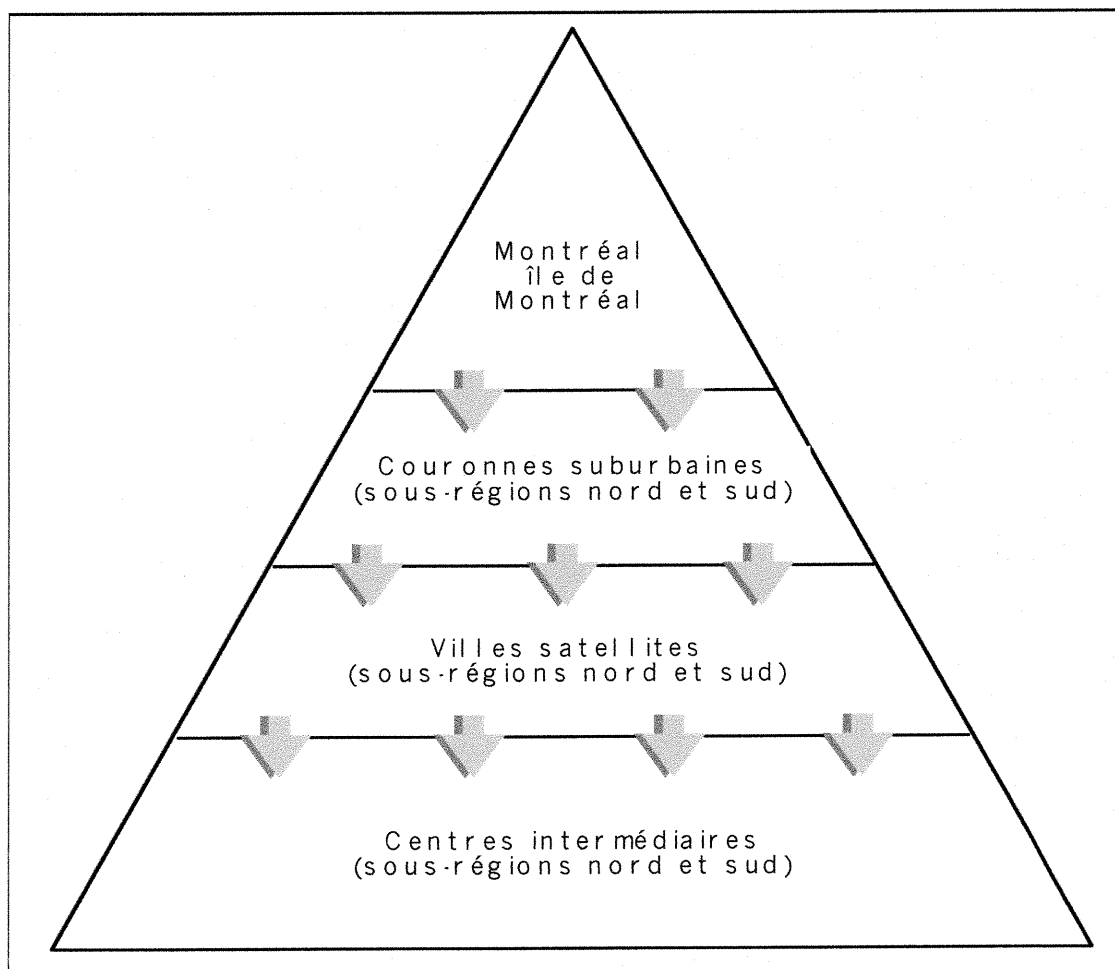 Montréal
île de
Montréal
Couronnes suburbaines
(sous-régions nord et sud)
Villes satellites
(sous-régions nord et sud)
Centres intermédiaires
(sous-régions nord et sud)